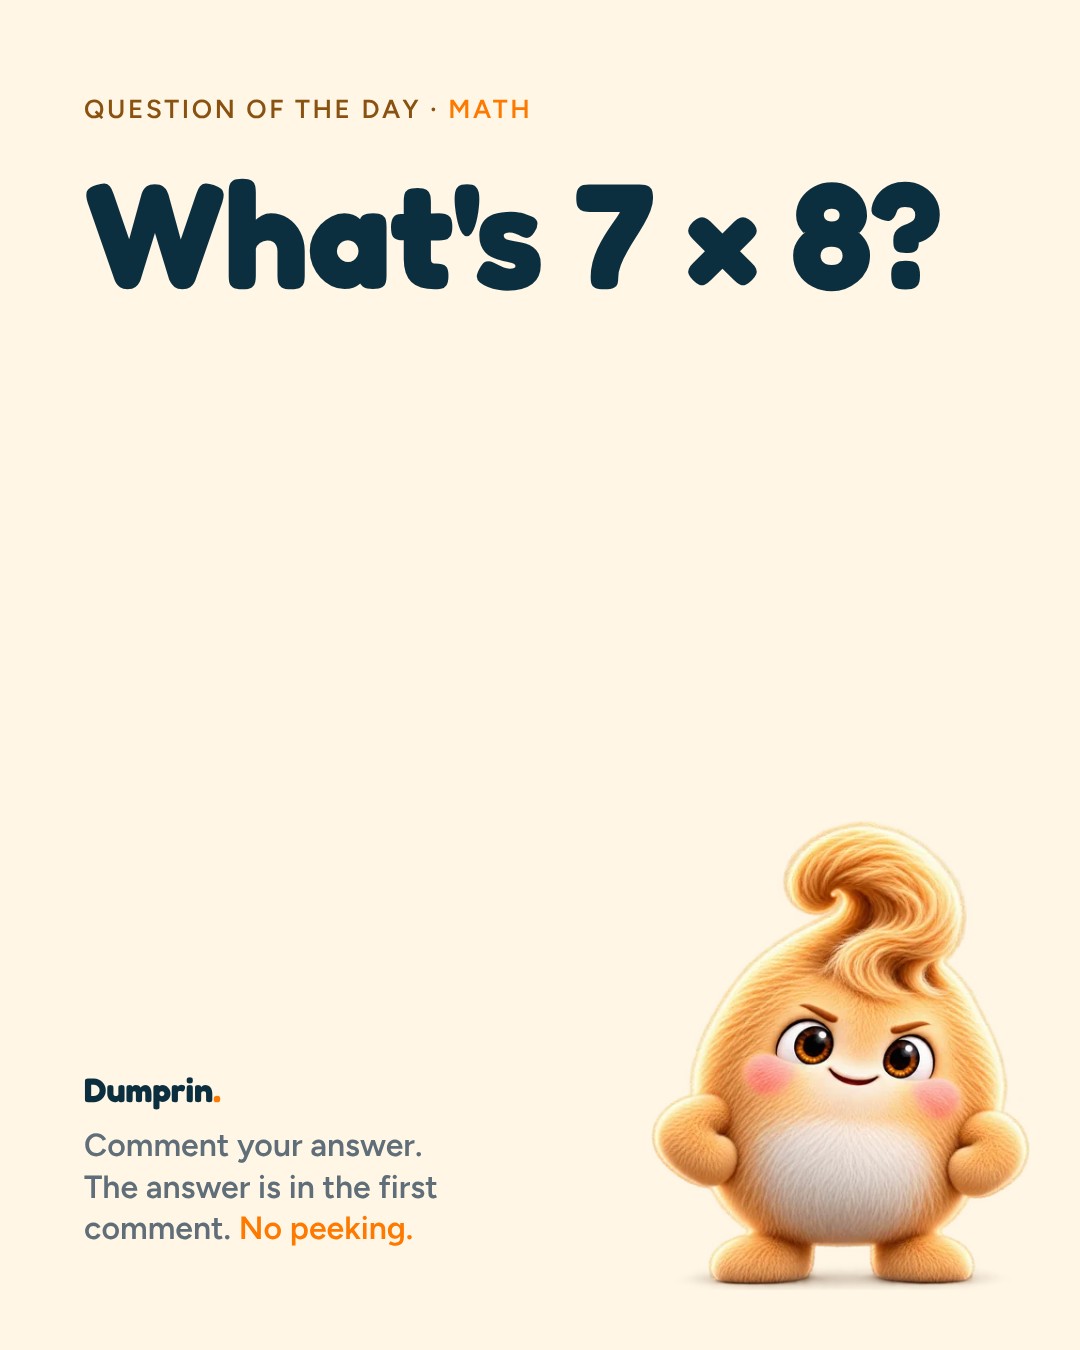 QUESTION OF THE DAY · MATH
What's 7 × 8?
Dumprin.
Comment your answer.
The answer is in the first
comment. No peeking.